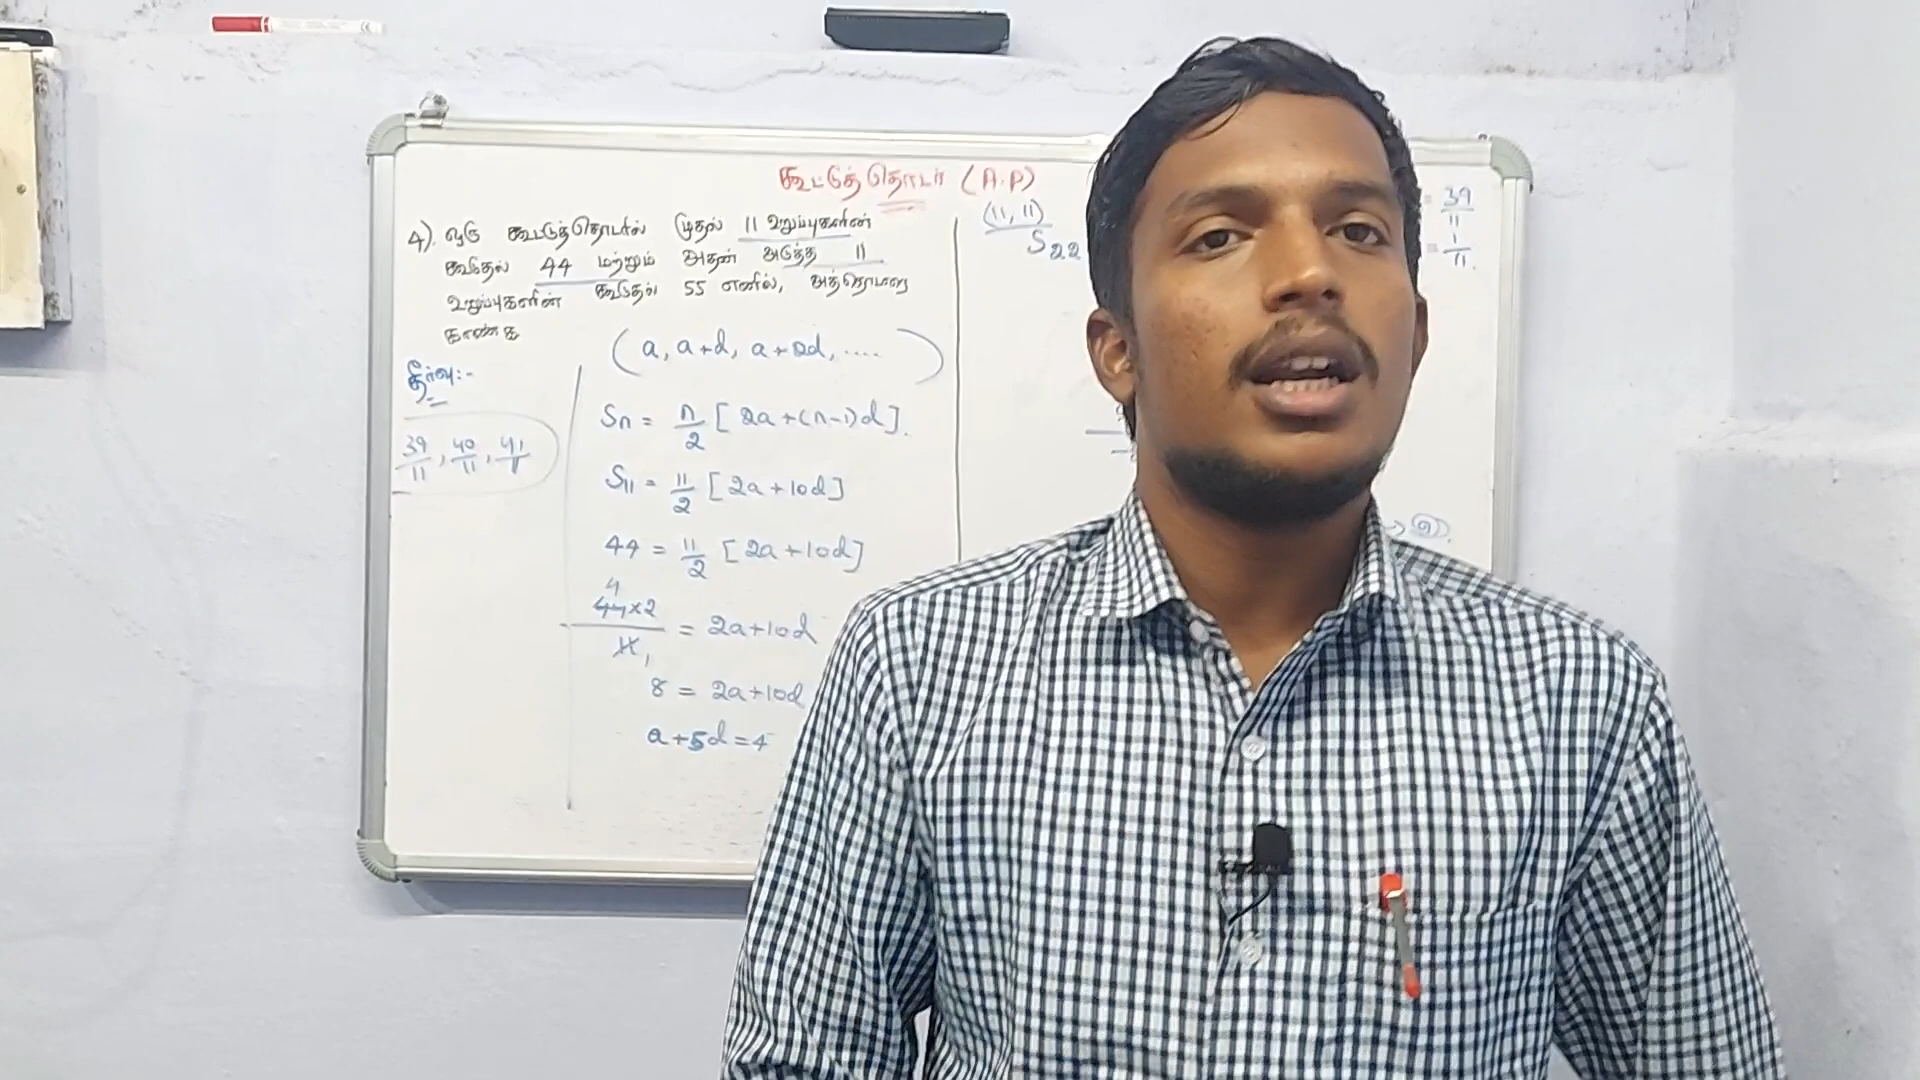 கூட்டுத் தொடர் (A.P)
4). ஒரு கூட்டுத்தொடரில் முதல் 11 உறுப்புகளின்
கூடுதல் 44 மற்றும் அதன் அடுத்த 11
உறுப்புகளின் கூடுதல் 55 எனில், அத்தொடரை
காண்க
தீர்வு:-
39/11, 40/11, 41/11
(a, a+d, a+2d, ....)
Sn = n/2 [2a+(n-1)d].
S11 = 11/2 [2a+10d]
44 = 11/2 [2a+10d]
44×2/11 = 2a+10d
8 = 2a+10d
a+5d=4
(11, 11)
S22
= 39/11
= 1/11.